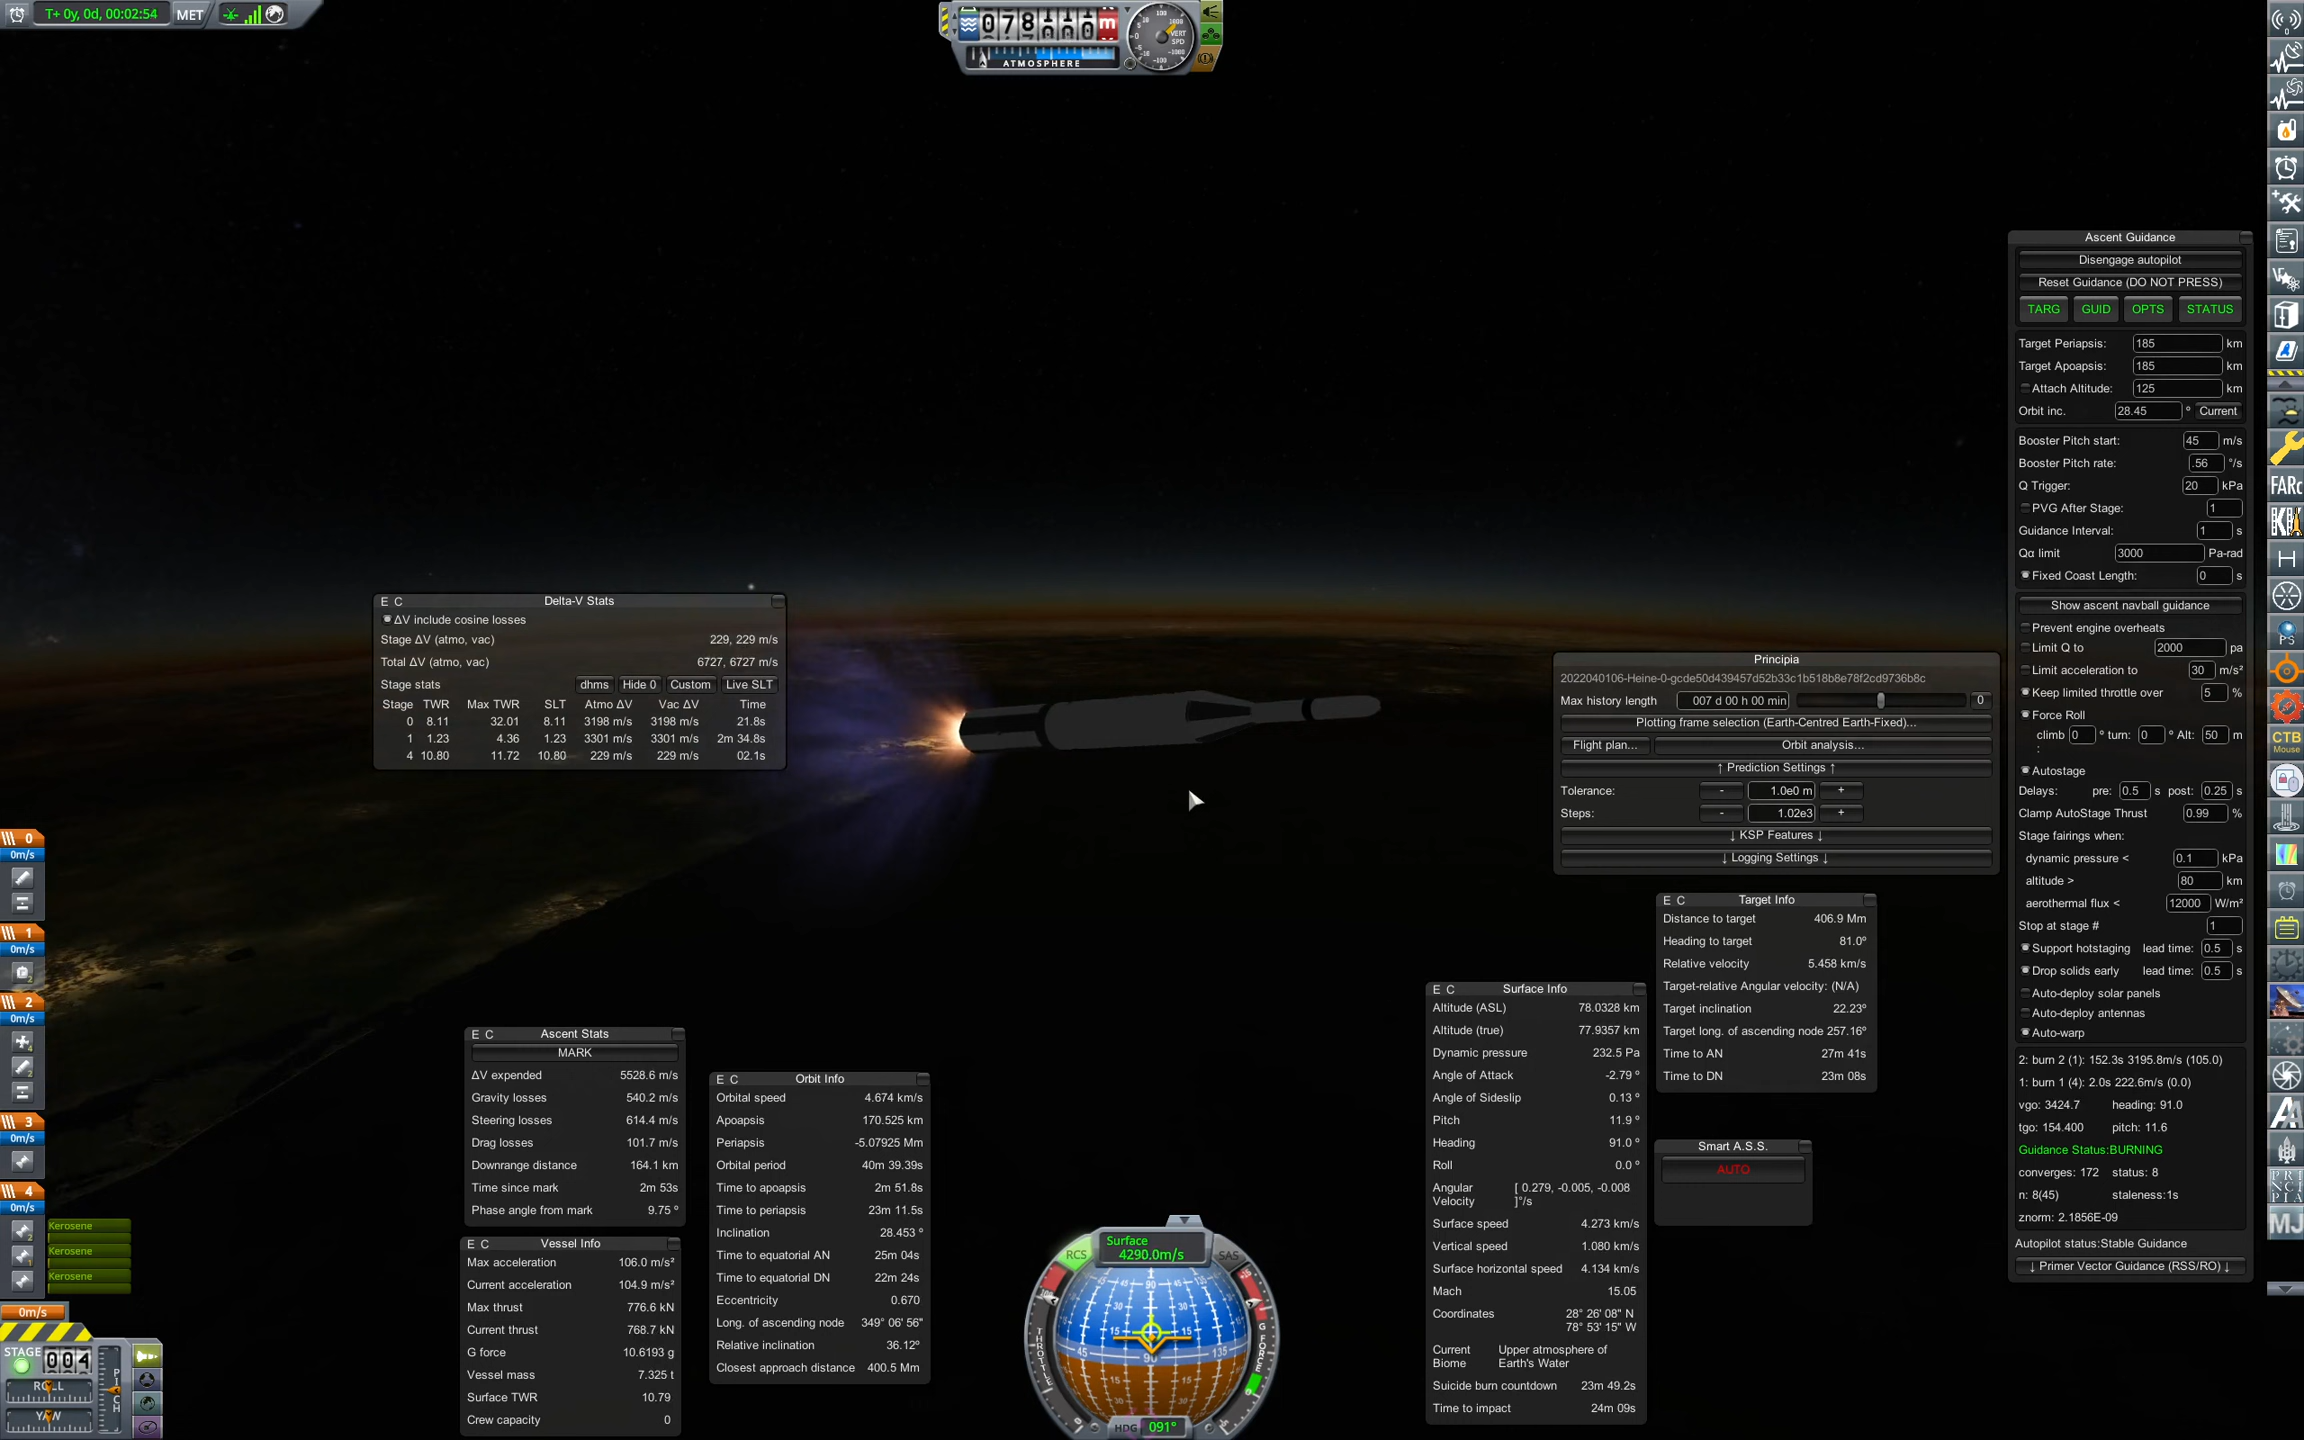 T+ 0y, 0d, 00:02:54 MET
078 m
VERT SPD
ATMOSPHERE
Ascent Guidance
Disengage autopilot
Reset Guidance (DO NOT PRESS)
TARG GUID OPTS STATUS
Target Periapsis: 185 km
Target Apoapsis: 185 km
Attach Altitude: 125 km
Orbit inc. 28.45 º Current
Booster Pitch start: 45 m/s
Booster Pitch rate: .56 °/s
Q Trigger: 20 kPa
PVG After Stage: 1
Guidance Interval: 1 s
Qα limit 3000 Pa-rad
Fixed Coast Length: 0 s
Show ascent navball guidance
Prevent engine overheats
Limit Q to 2000 pa
Limit acceleration to 30 m/s²
Keep limited throttle over 5 %
Force Roll
climb 0 º turn: 0 º Alt: 50 m
:
Autostage
Delays: pre: 0.5 s post: 0.25 s
Clamp AutoStage Thrust 0.99 %
Stage fairings when:
dynamic pressure < 0.1 kPa
altitude > 80 km
aerothermal flux < 12000 W/m²
Stop at stage # 1
Support hotstaging lead time: 0.5 s
Drop solids early lead time: 0.5 s
Auto-deploy solar panels
Auto-deploy antennas
Auto-warp
2: burn 2 (1): 152.3s 3195.8m/s (105.0)
1: burn 1 (4): 2.0s 222.6m/s (0.0)
vgo: 3424.7 heading: 91.0
tgo: 154.400 pitch: 11.6
Guidance Status:BURNING
converges: 172 status: 8
n: 8(45) staleness:1s
znorm: 2.1856E-09
Autopilot status:Stable Guidance
↓ Primer Vector Guidance (RSS/RO) ↓
E C Delta-V Stats
ΔV include cosine losses
Stage ΔV (atmo, vac) 229, 229 m/s
Total ΔV (atmo, vac) 6727, 6727 m/s
Stage stats dhms Hide 0 Custom Live SLT
Stage TWR Max TWR SLT Atmo ΔV Vac ΔV Time
0 8.11 32.01 8.11 3198 m/s 3198 m/s 21.8s
1 1.23 4.36 1.23 3301 m/s 3301 m/s 2m 34.8s
4 10.80 11.72 10.80 229 m/s 229 m/s 02.1s
Principia
2022040106-Heine-0-gcde50d439457d52b33c1b518b8e78f2cd9736b8c
Max history length 007 d 00 h 00 min 0
Plotting frame selection (Earth-Centred Earth-Fixed)...
Flight plan... Orbit analysis...
↑ Prediction Settings ↑
Tolerance: - 1.0e0 m +
Steps: - 1.02e3 +
↓ KSP Features ↓
↓ Logging Settings ↓
E C Target Info
Distance to target 406.9 Mm
Heading to target 81.0º
Relative velocity 5.458 km/s
Target-relative Angular velocity: (N/A)
Target inclination 22.23º
Target long. of ascending node 257.16º
Time to AN 27m 41s
Time to DN 23m 08s
Smart A.S.S.
AUTO
E C Surface Info
Altitude (ASL) 78.0328 km
Altitude (true) 77.9357 km
Dynamic pressure 232.5 Pa
Angle of Attack -2.79 º
Angle of Sideslip 0.13 º
Pitch 11.9 º
Heading 91.0 º
Roll 0.0 º
Angular Velocity [ 0.279, -0.005, -0.008 ]°/s
Surface speed 4.273 km/s
Vertical speed 1.080 km/s
Surface horizontal speed 4.134 km/s
Mach 15.05
Coordinates 28° 26' 08" N
78° 53' 15" W
Current Biome Upper atmosphere of Earth's Water
Suicide burn countdown 23m 49.2s
Time to impact 24m 09s
E C Ascent Stats
MARK
ΔV expended 5528.6 m/s
Gravity losses 540.2 m/s
Steering losses 614.4 m/s
Drag losses 101.7 m/s
Downrange distance 164.1 km
Time since mark 2m 53s
Phase angle from mark 9.75 º
E C Vessel Info
Max acceleration 106.0 m/s²
Current acceleration 104.9 m/s²
Max thrust 776.6 kN
Current thrust 768.7 kN
G force 10.6193 g
Vessel mass 7.325 t
Surface TWR 10.79
Crew capacity 0
E C Orbit Info
Orbital speed 4.674 km/s
Apoapsis 170.525 km
Periapsis -5.07925 Mm
Orbital period 40m 39.39s
Time to apoapsis 2m 51.8s
Time to periapsis 23m 11.5s
Inclination 28.453 º
Time to equatorial AN 25m 04s
Time to equatorial DN 22m 24s
Eccentricity 0.670
Long. of ascending node 349° 06' 56"
Relative inclination 36.12º
Closest approach distance 400.5 Mm
RCS Surface SAS
4290.0m/s
THROTTLE
G FORCE
HDG 091°
0
0m/s
1
0m/s
2
0m/s
3
0m/s
4
0m/s
Kerosene
Kerosene
Kerosene
0m/s
STAGE 004
ROLL
YAW
PITCH
FARc
PS
CTB
Mouse
PRINCIPIA
MJ